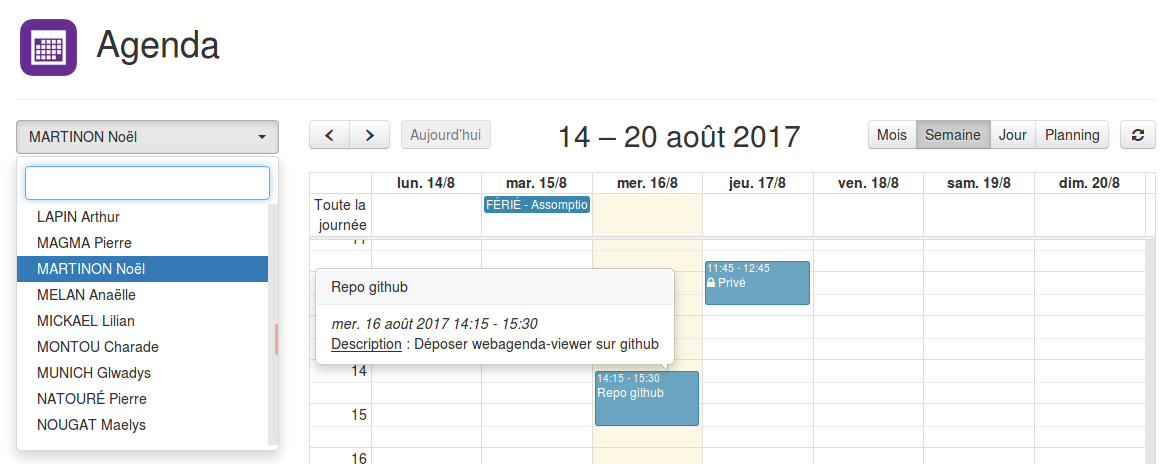 Agenda
MARTINON Noël
LAPIN Arthur
MAGMA Pierre
MARTINON Noël
MELAN Anaëlle
MICKAEL Lilian
MONTOU Charade
MUNICH Glwadys
NATOURÉ Pierre
NOUGAT Maelys
Aujourd'hui
14 – 20 août 2017
Mois Semaine Jour Planning
lun. 14/8 mar. 15/8 mer. 16/8 jeu. 17/8 ven. 18/8 sam. 19/8 dim. 20/8
Toute la
journée
FÉRIÉ - Assomptio
11:45 - 12:45
Privé
Repo github
mer. 16 août 2017 14:15 - 15:30
Description : Déposer webagenda-viewer sur github
14
14:15 - 15:30
Repo github
15
16